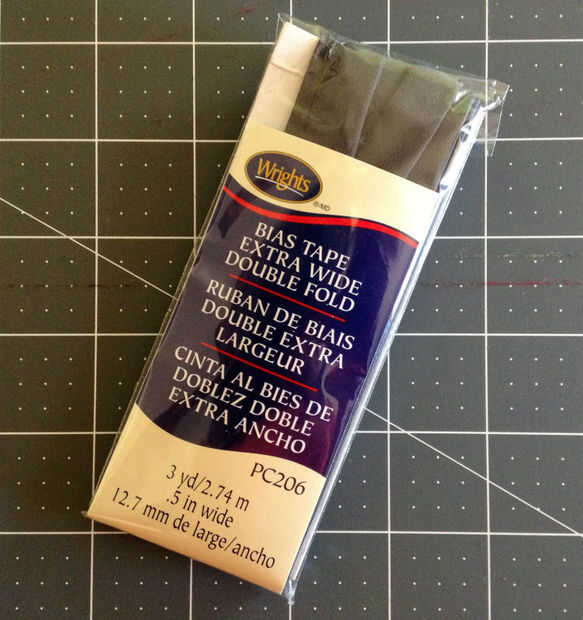 Wrights
®/MD
BIAS TAPE
EXTRA WIDE
DOUBLE FOLD
RUBAN DE BIAIS
DOUBLE EXTRA
LARGEUR
CINTA AL BIES DE
DOBLEZ DOBLE
EXTRA ANCHO
PC206
3 yd/2.74 m
.5 in wide
12.7 mm de large/ancho